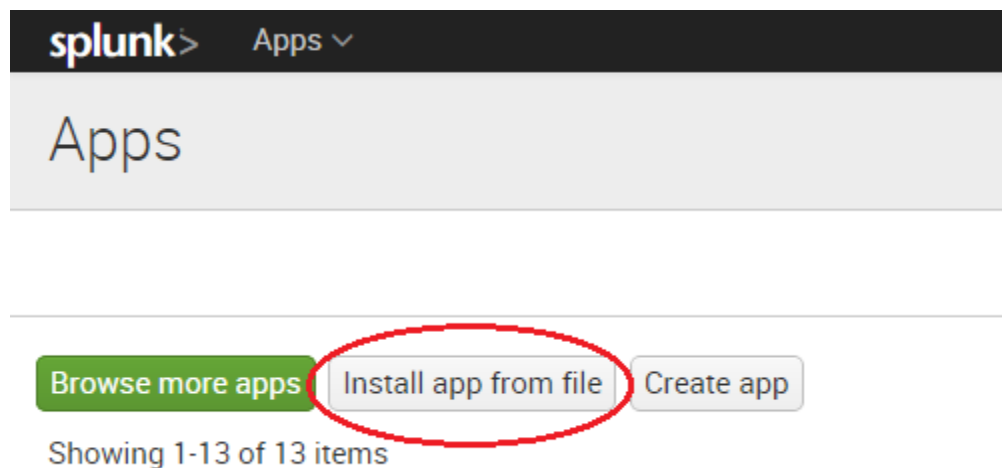 splunk> Apps
Apps
Browse more apps Install app from file Create app
Showing 1-13 of 13 items